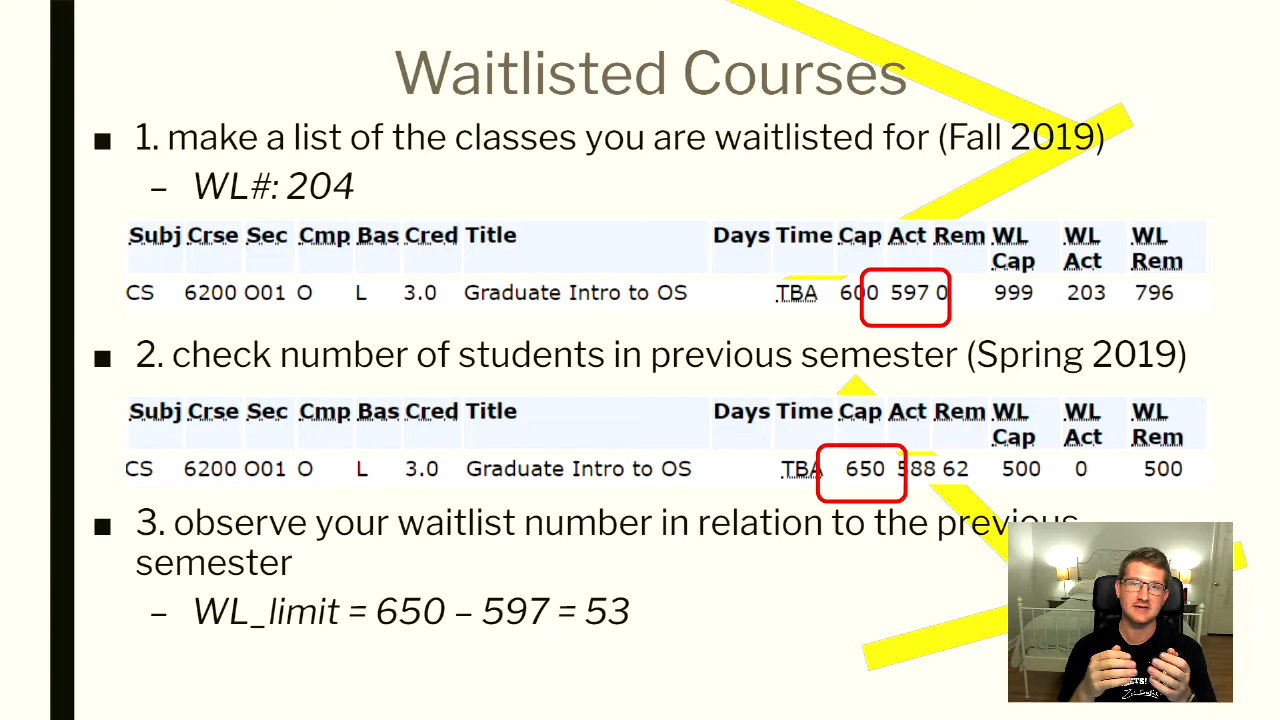 Waitlisted Courses
■ 1. make a list of the classes you are waitlisted for (Fall 2019)
– WL#: 204
Subj Crse Sec Cmp Bas Cred Title Days Time Cap Act Rem WL Cap WL Act WL Rem
CS 6200 O01 O L 3.0 Graduate Intro to OS TBA 600 597 0 999 203 796
■ 2. check number of students in previous semester (Spring 2019)
Subj Crse Sec Cmp Bas Cred Title Days Time Cap Act Rem WL Cap WL Act WL Rem
CS 6200 O01 O L 3.0 Graduate Intro to OS TBA 650 588 62 500 0 500
■ 3. observe your waitlist number in relation to the previous
semester
– WL_limit = 650 – 597 = 53